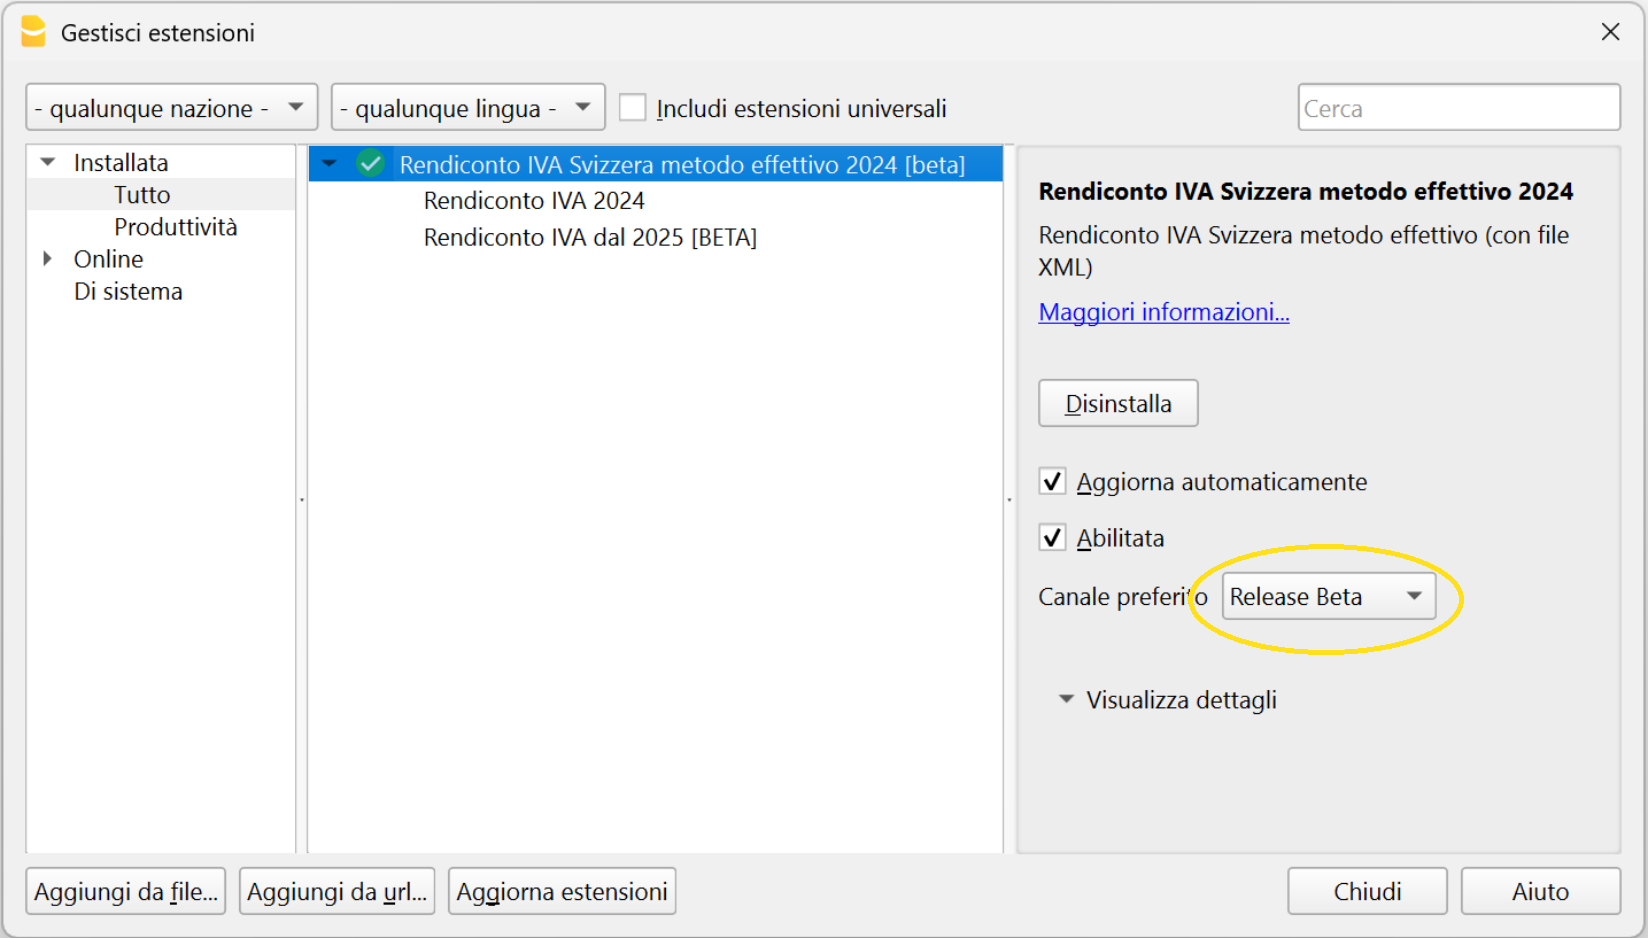 Gestisci estensioni
- qualunque nazione -
- qualunque lingua -
Includi estensioni universali
Cerca
Installata
Tutto
Produttività
Online
Di sistema
Rendiconto IVA Svizzera metodo effettivo 2024 [beta]
Rendiconto IVA 2024
Rendiconto IVA dal 2025 [BETA]
Rendiconto IVA Svizzera metodo effettivo 2024
Rendiconto IVA Svizzera metodo effettivo (con file
XML)
Maggiori informazioni...
Disinstalla
Aggiorna automaticamente
Abilitata
Canale preferito
Release Beta
Visualizza dettagli
Aggiungi da file...
Aggiungi da url...
Aggiorna estensioni
Chiudi
Aiuto